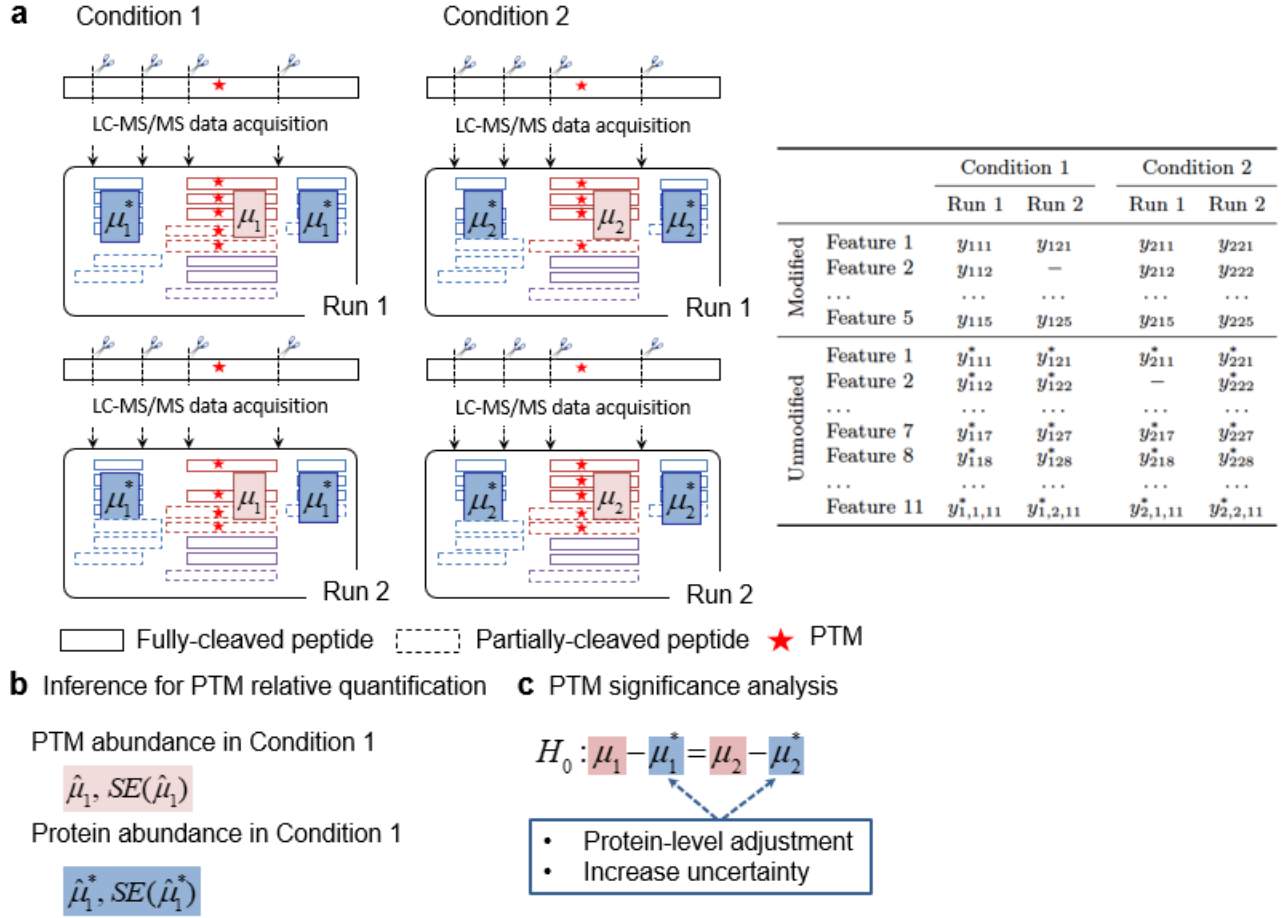 a Condition 1 Condition 2
LC-MS/MS data acquisition LC-MS/MS data acquisition
μ₁* μ₁ μ₁* μ₂* μ₂ μ₂*
Run 1 Run 1
LC-MS/MS data acquisition LC-MS/MS data acquisition
μ₁* μ₁ μ₁* μ₂* μ₂ μ₂*
Run 2 Run 2
Fully-cleaved peptide Partially-cleaved peptide PTM
Condition 1 Condition 2
Run 1 Run 2 Run 1 Run 2
Modified
Feature 1 y₁₁₁ y₁₂₁ y₂₁₁ y₂₂₁
Feature 2 y₁₁₂ − y₂₁₂ y₂₂₂
... ... ... ... ...
Feature 5 y₁₁₅ y₁₂₅ y₂₁₅ y₂₂₅
Unmodified
Feature 1 y*₁₁₁ y*₁₂₁ y*₂₁₁ y*₂₂₁
Feature 2 y*₁₁₂ y*₁₂₂ − y*₂₂₂
... ... ... ... ...
Feature 7 y*₁₁₇ y*₁₂₇ y*₂₁₇ y*₂₂₇
Feature 8 y*₁₁₈ y*₁₂₈ y*₂₁₈ y*₂₂₈
... ... ... ... ...
Feature 11 y*₁,₁,₁₁ y*₁,₂,₁₁ y*₂,₁,₁₁ y*₂,₂,₁₁
b Inference for PTM relative quantification
PTM abundance in Condition 1
μ̂₁, SE(μ̂₁)
Protein abundance in Condition 1
μ̂₁*, SE(μ̂₁*)
c PTM significance analysis
H₀: μ₁ − μ₁* = μ₂ − μ₂*
• Protein-level adjustment
• Increase uncertainty